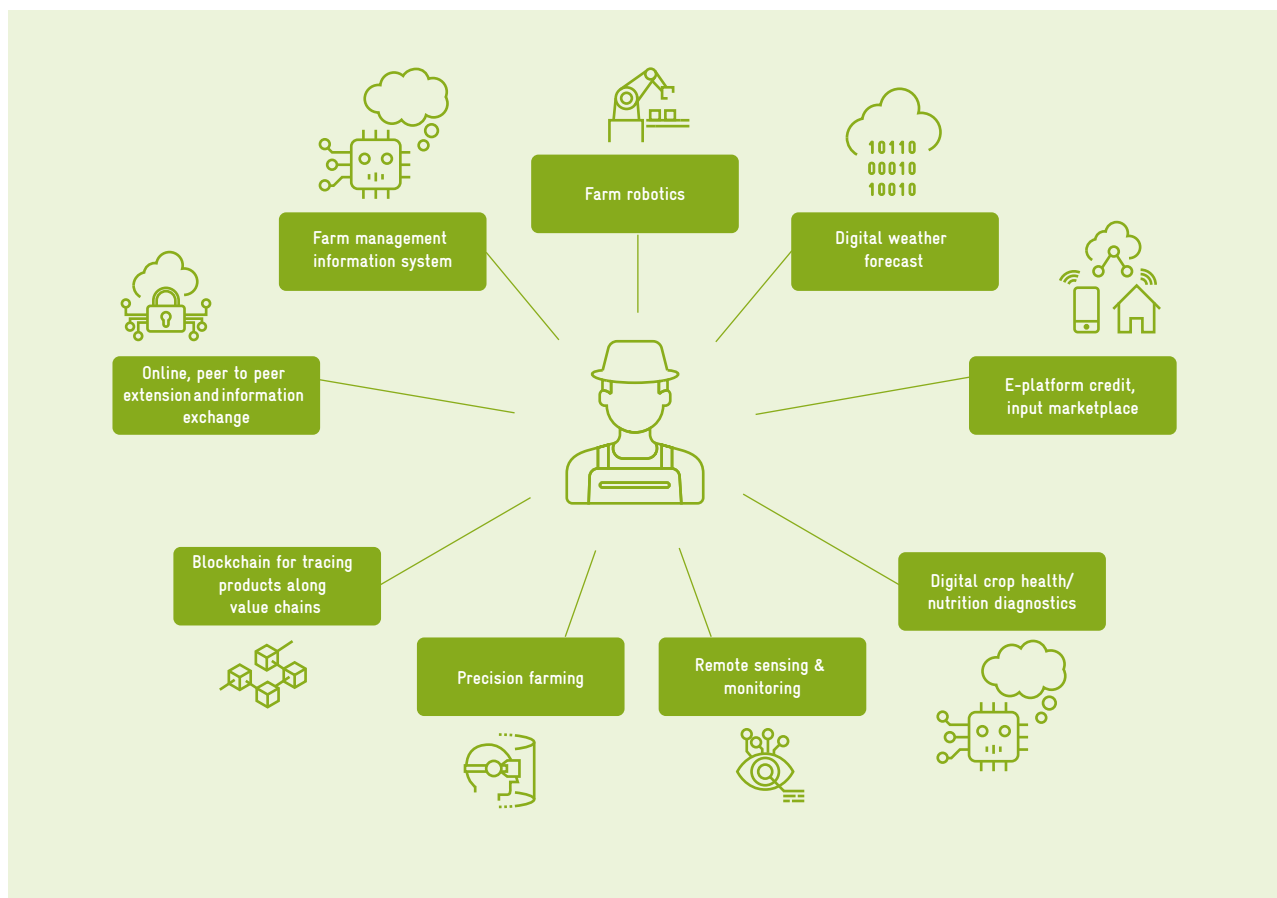 Farm robotics
Farm management
information system
Digital weather
forecast
10110
00010
10010
Online, peer to peer
extension and information
exchange
E-platform credit,
input marketplace
Blockchain for tracing
products along
value chains
Digital crop health/
nutrition diagnostics
Precision farming
Remote sensing &
monitoring